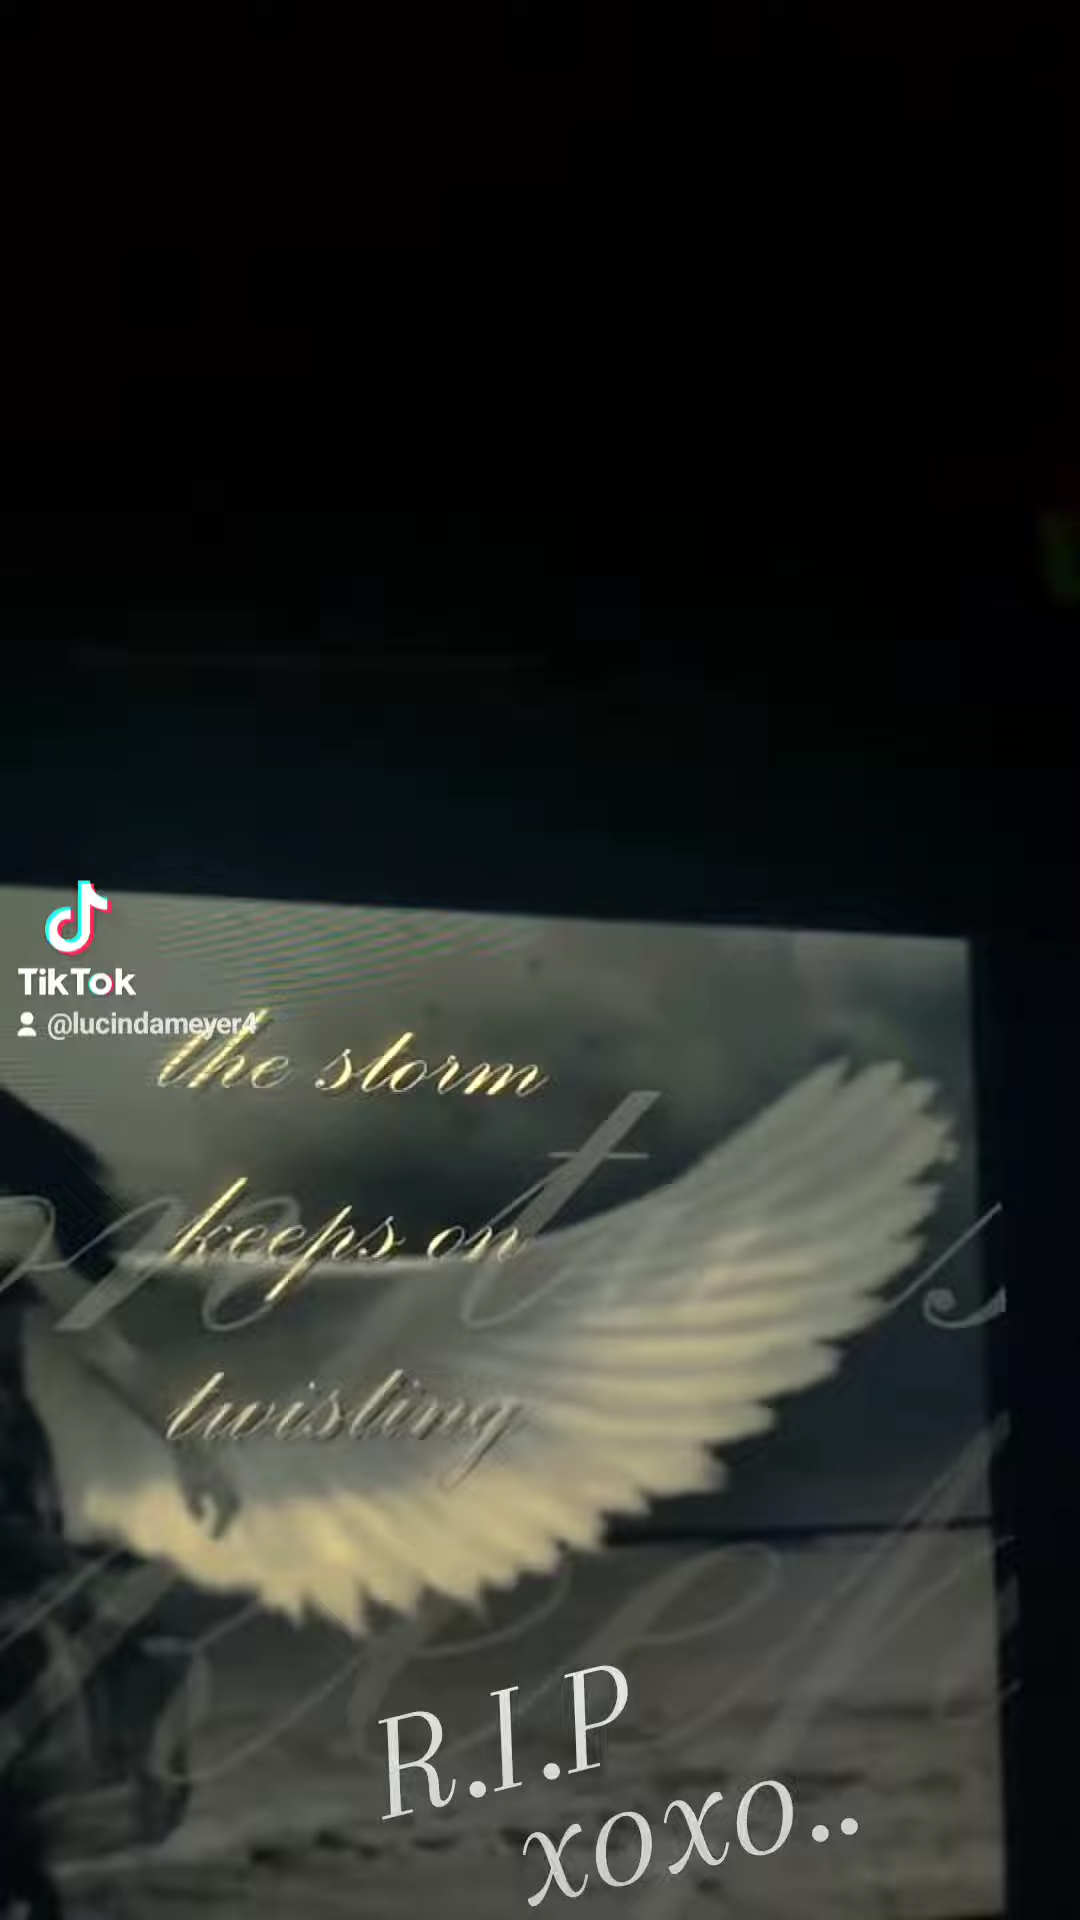 TikTok
@lucindameyer4
the storm
keeps on
twisting
R.I.P
xoxo..